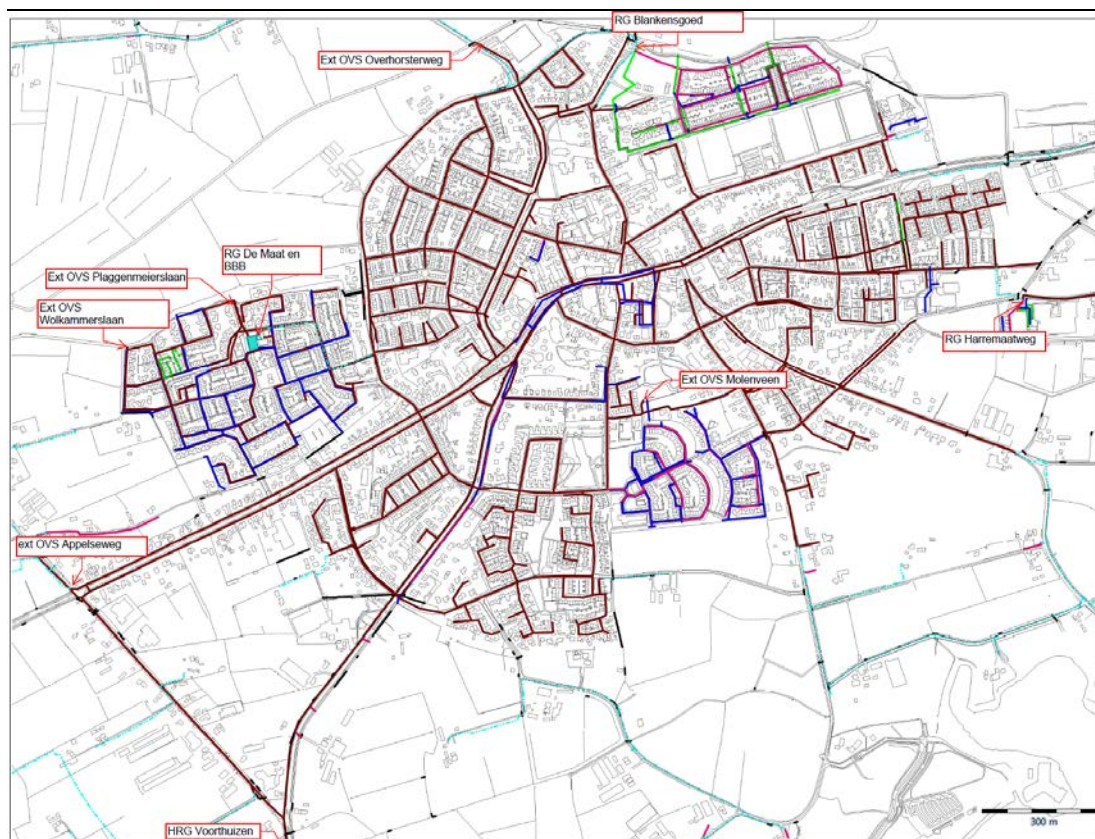 RG Blankensgoed
Ext OVS Overhorsterweg
RG De Maat en
BBB
Ext OVS Plaggenmeierslaan
Ext OVS
Wolkammerslaan
RG Harremaatweg
Ext OVS Molenveen
ext OVS Appelseweg
HRG Voorthuizen
300 m